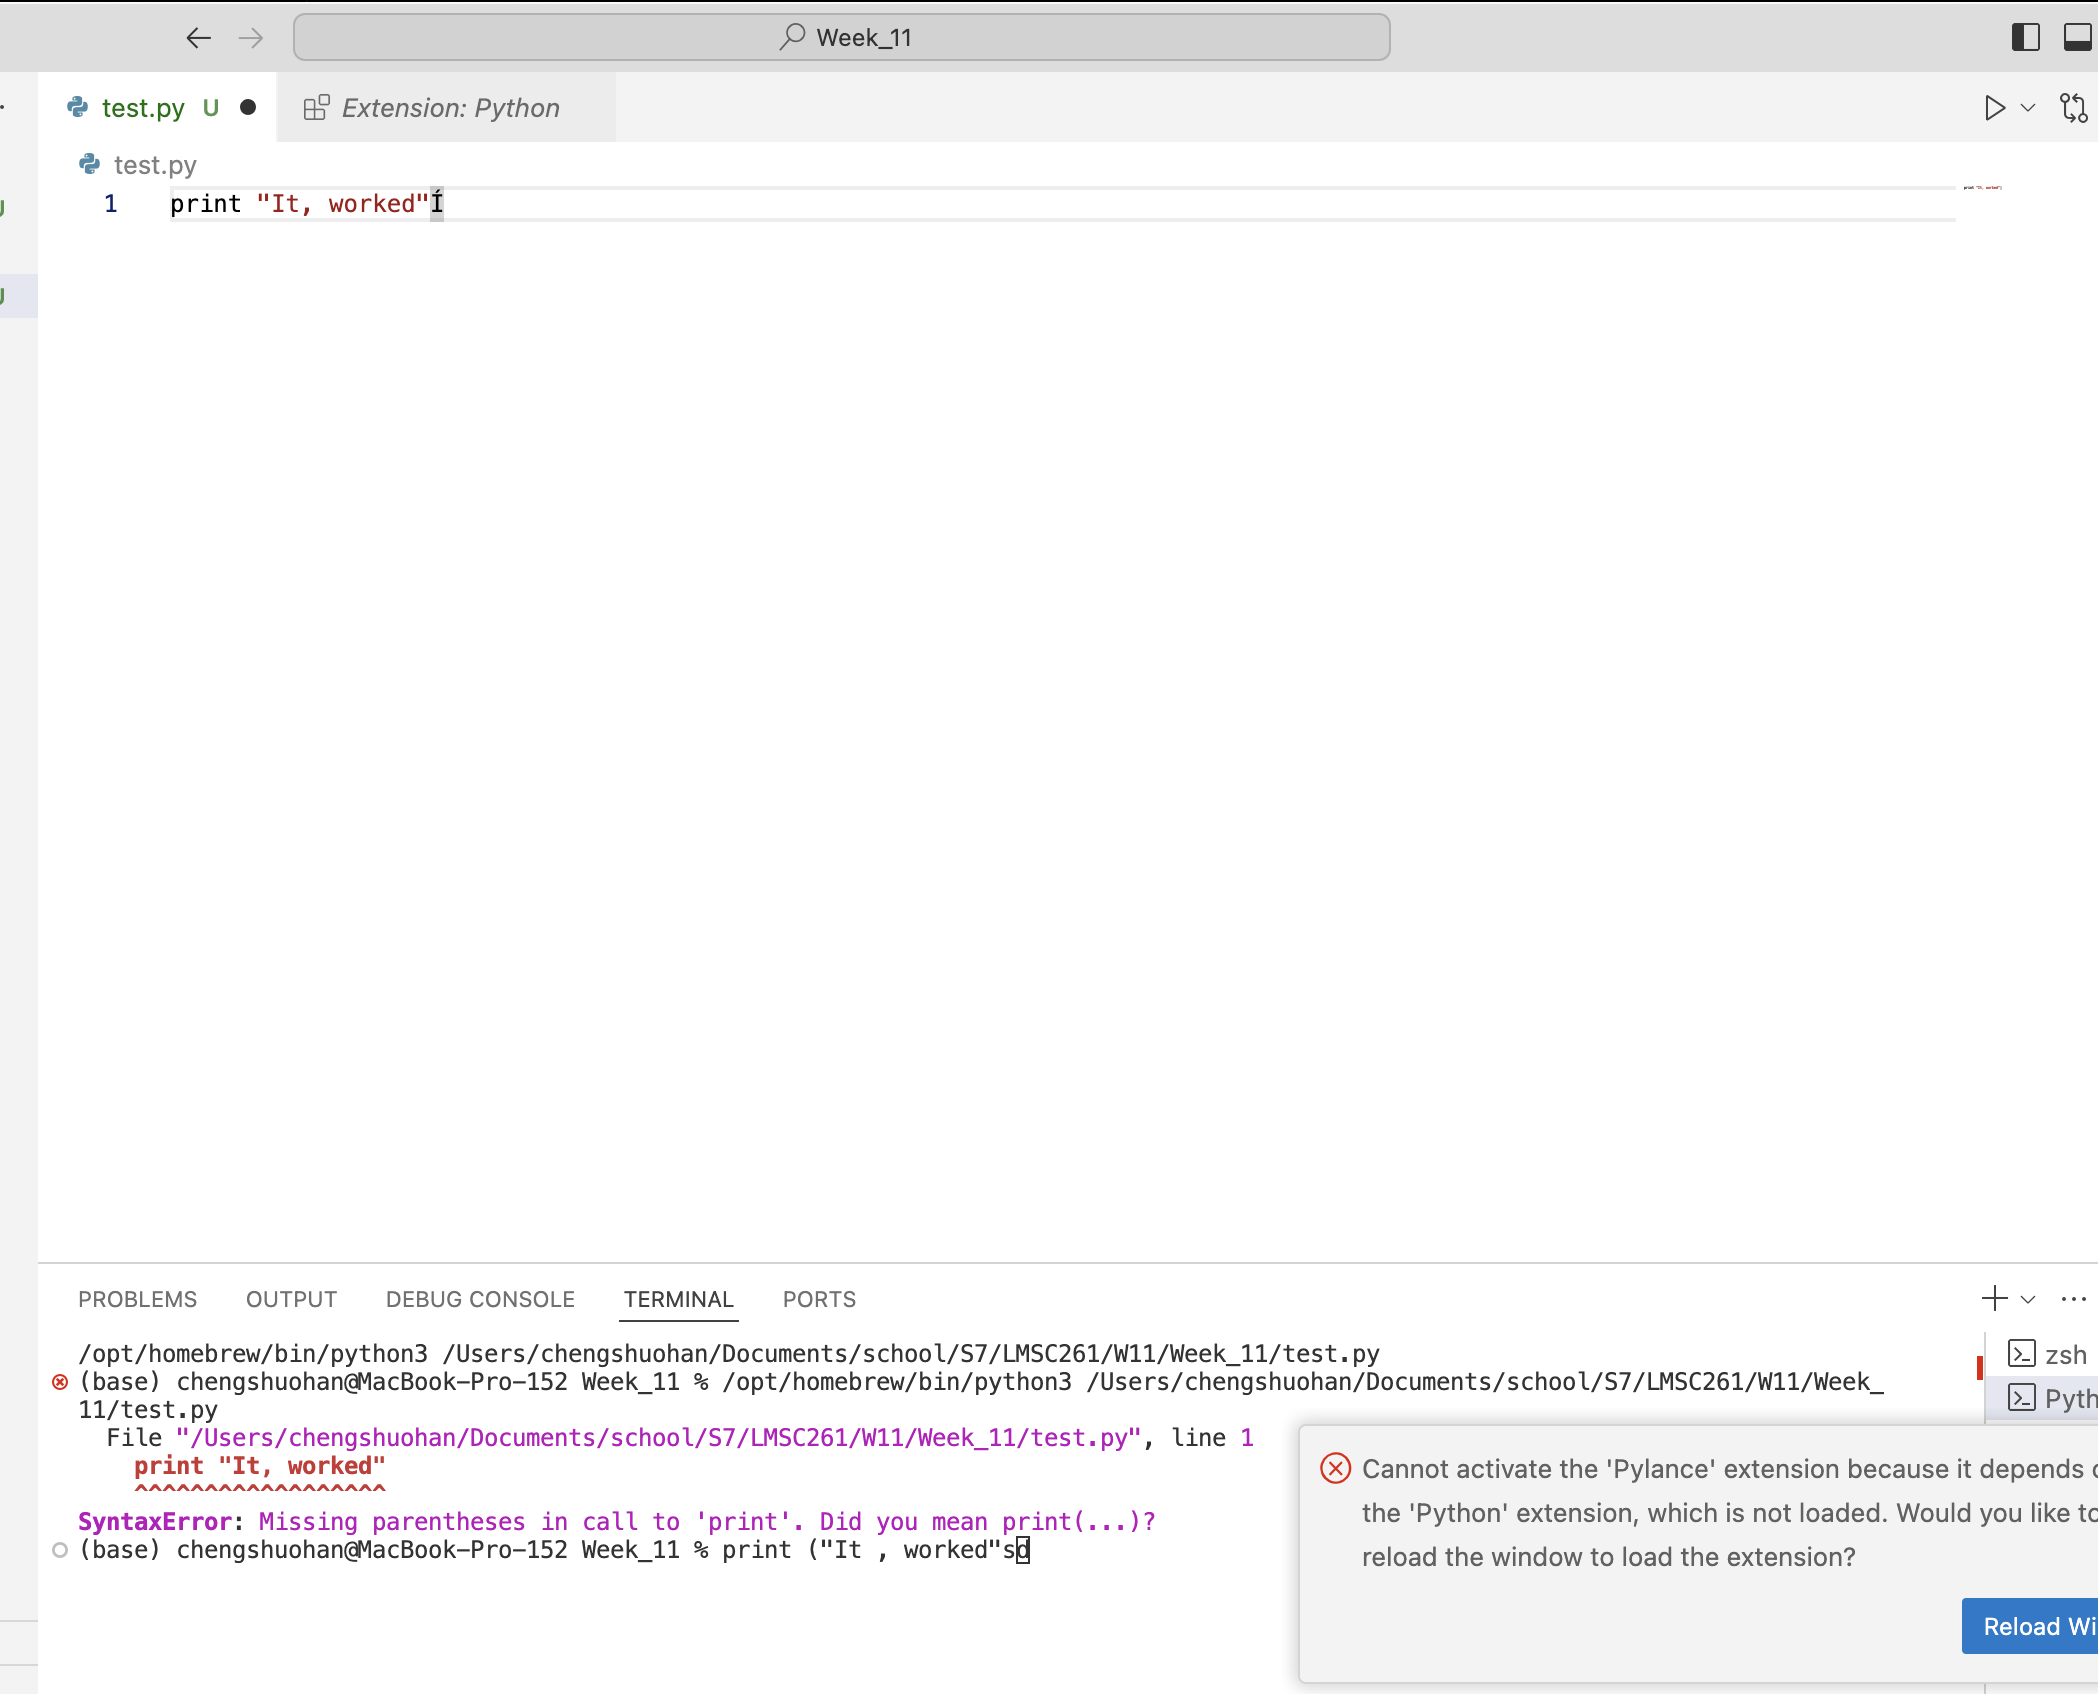 Week_11
test.py U
Extension: Python
test.py
1 print "It, worked"Í
PROBLEMS OUTPUT DEBUG CONSOLE TERMINAL PORTS
/opt/homebrew/bin/python3 /Users/chengshuohan/Documents/school/S7/LMSC261/W11/Week_11/test.py
(base) chengshuohan@MacBook-Pro-152 Week_11 % /opt/homebrew/bin/python3 /Users/chengshuohan/Documents/school/S7/LMSC261/W11/Week_
11/test.py
File "/Users/chengshuohan/Documents/school/S7/LMSC261/W11/Week_11/test.py", line 1
print "It, worked"
^^^^^^^^^^^^^^^^^^
SyntaxError: Missing parentheses in call to 'print'. Did you mean print(...)?
(base) chengshuohan@MacBook-Pro-152 Week_11 % print ("It , worked"sd
zsh
Pyth
Cannot activate the 'Pylance' extension because it depends
the 'Python' extension, which is not loaded. Would you like to
reload the window to load the extension?
Reload Wi